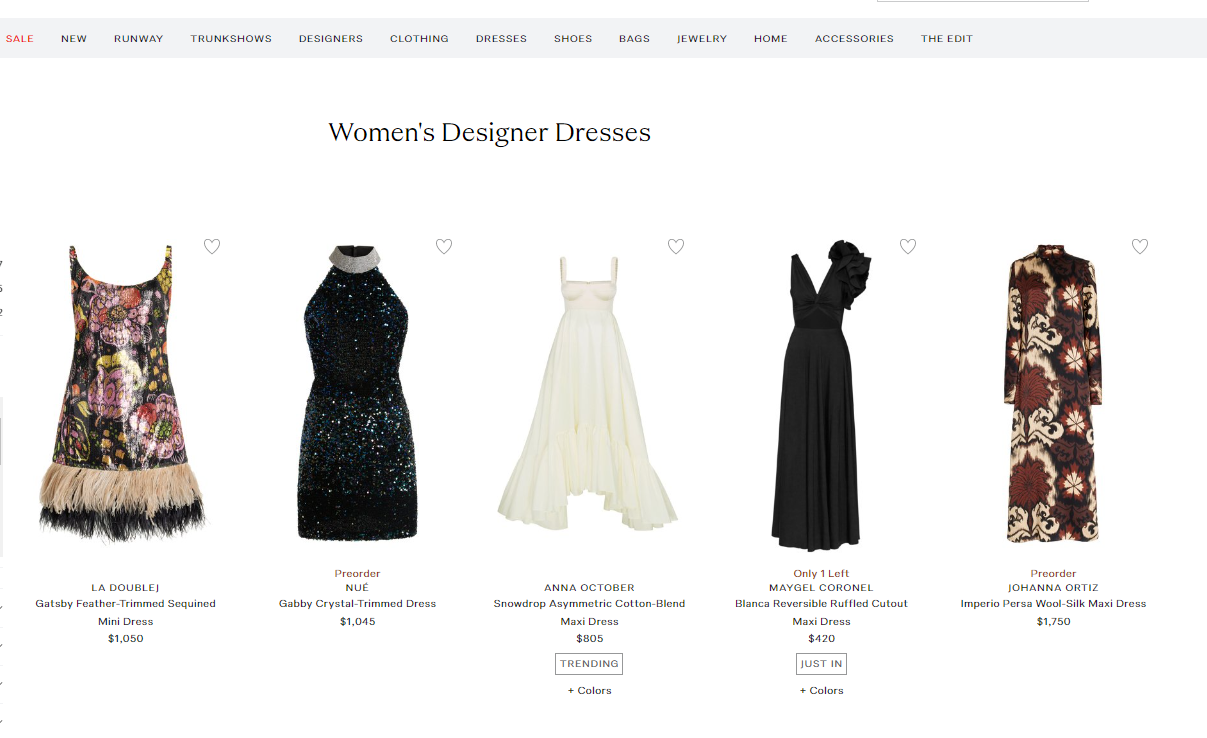 SALE NEW RUNWAY TRUNKSHOWS DESIGNERS CLOTHING DRESSES SHOES BAGS JEWELRY HOME ACCESSORIES THE EDIT
Women's Designer Dresses
LA DOUBLEJ
Gatsby Feather-Trimmed Sequined
Mini Dress
$1,050
Preorder
NUÉ
Gabby Crystal-Trimmed Dress
$1,045
ANNA OCTOBER
Snowdrop Asymmetric Cotton-Blend
Maxi Dress
$805
TRENDING
+ Colors
Only 1 Left
MAYGEL CORONEL
Blanca Reversible Ruffled Cutout
Maxi Dress
$420
JUST IN
+ Colors
Preorder
JOHANNA ORTIZ
Imperio Persa Wool-Silk Maxi Dress
$1,750